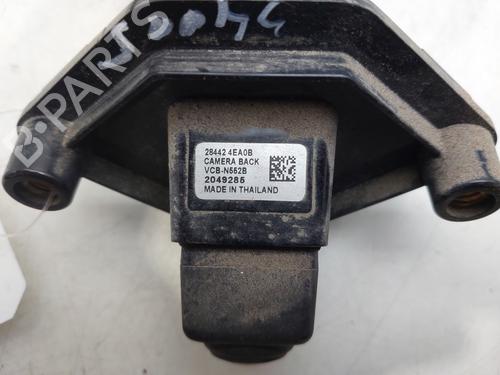 28442 4EA0B
CAMERA BACK
VCB-N552B
2049285
MADE IN THAILAND
B-PARTS